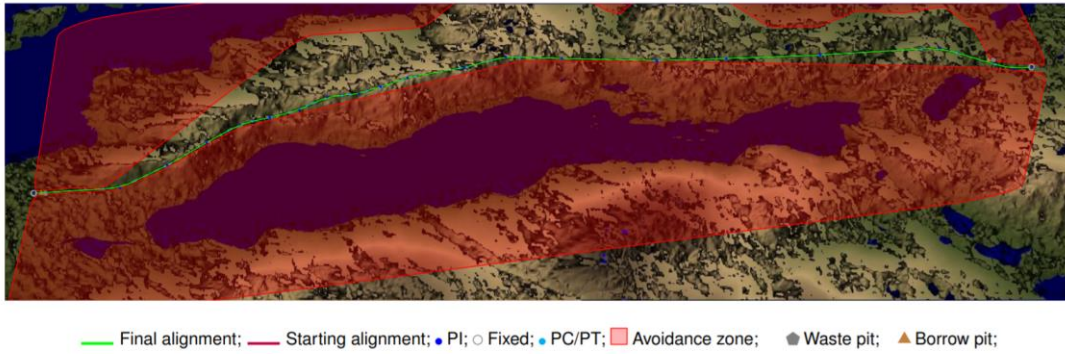 Final alignment; Starting alignment; PI; Fixed; PC/PT; Avoidance zone; Waste pit; Borrow pit;